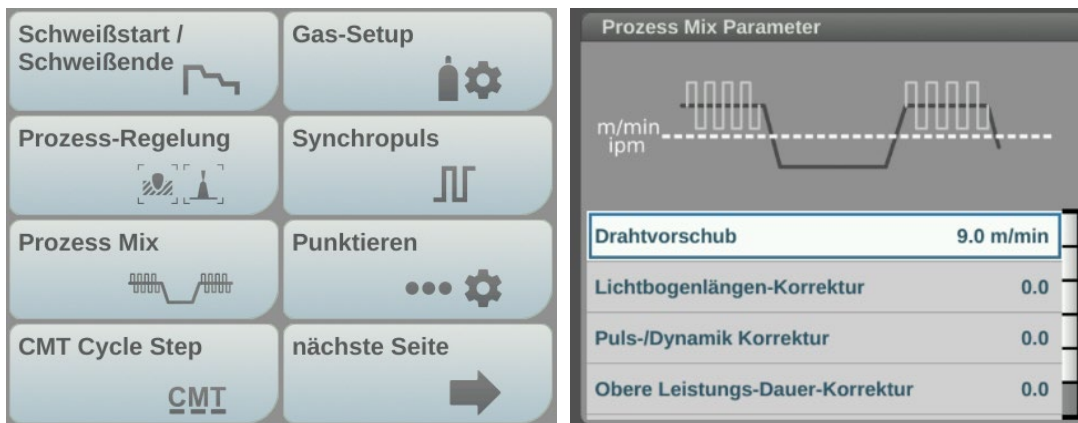 Schweißstart /
Schweißende
Gas-Setup
Prozess-Regelung
Synchropuls
Prozess Mix
Punktieren
CMT Cycle Step
CMT
nächste Seite
Prozess Mix Parameter
m/min
ipm
Drahtvorschub 9.0 m/min
Lichtbogenlängen-Korrektur 0.0
Puls-/Dynamik Korrektur 0.0
Obere Leistungs-Dauer-Korrektur 0.0